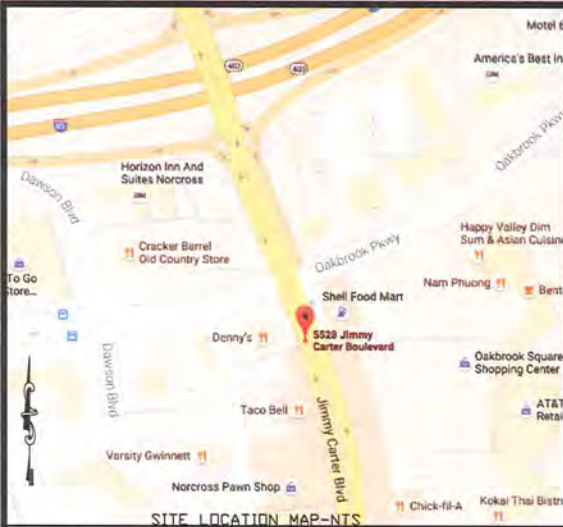 Motel 6
America's Best In
403
403
85
Oakbrook Pkwy
Horizon Inn And
Suites Norcross
Dawson Blvd
Happy Valley Dim
Sum & Asian Cuisine
Cracker Barrel
Old Country Store
Oakbrook Pkwy
To Go
Store...
Nam Phuong
Bent
Shell Food Mart
Denny's
5528 Jimmy
Carter Boulevard
Oakbrook Square
Shopping Center
Dawson Blvd
Taco Bell
Jimmy Carter Blvd
AT&T
Retai
Varsity Gwinnett
Norcross Pawn Shop
Chick-fil-A
Kokai Thai Bistro
SITE LOCATION MAP-NTS